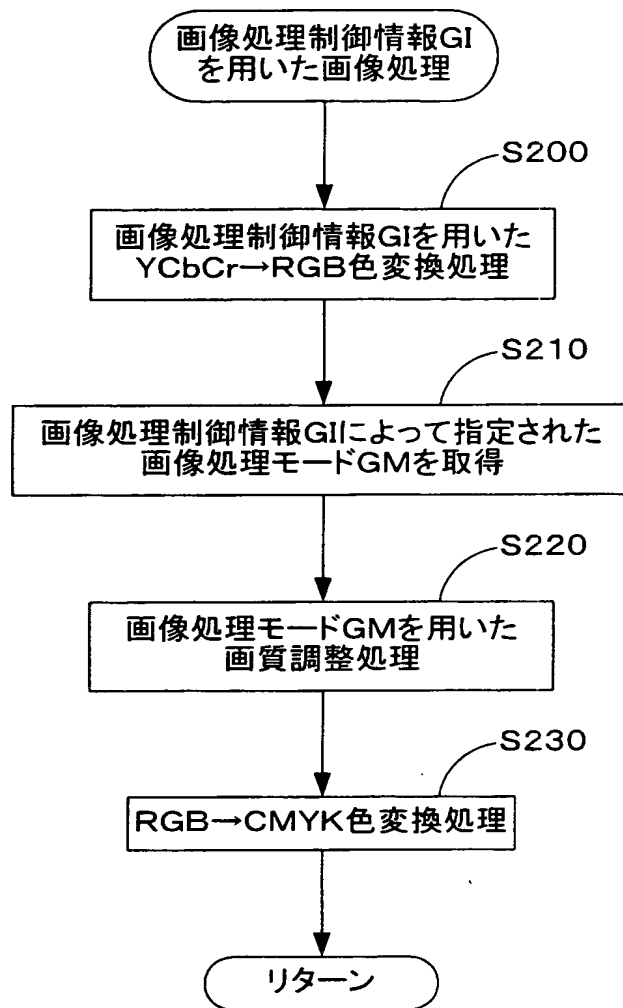 画像処理制御情報GI
を用いた画像処理
S200
画像処理制御情報GIを用いた
YCbCr→RGB色変換処理
S210
画像処理制御情報GIによって指定された
画像処理モードGMを取得
S220
画像処理モードGMを用いた
画質調整処理
S230
RGB→CMYK色変換処理
リターン